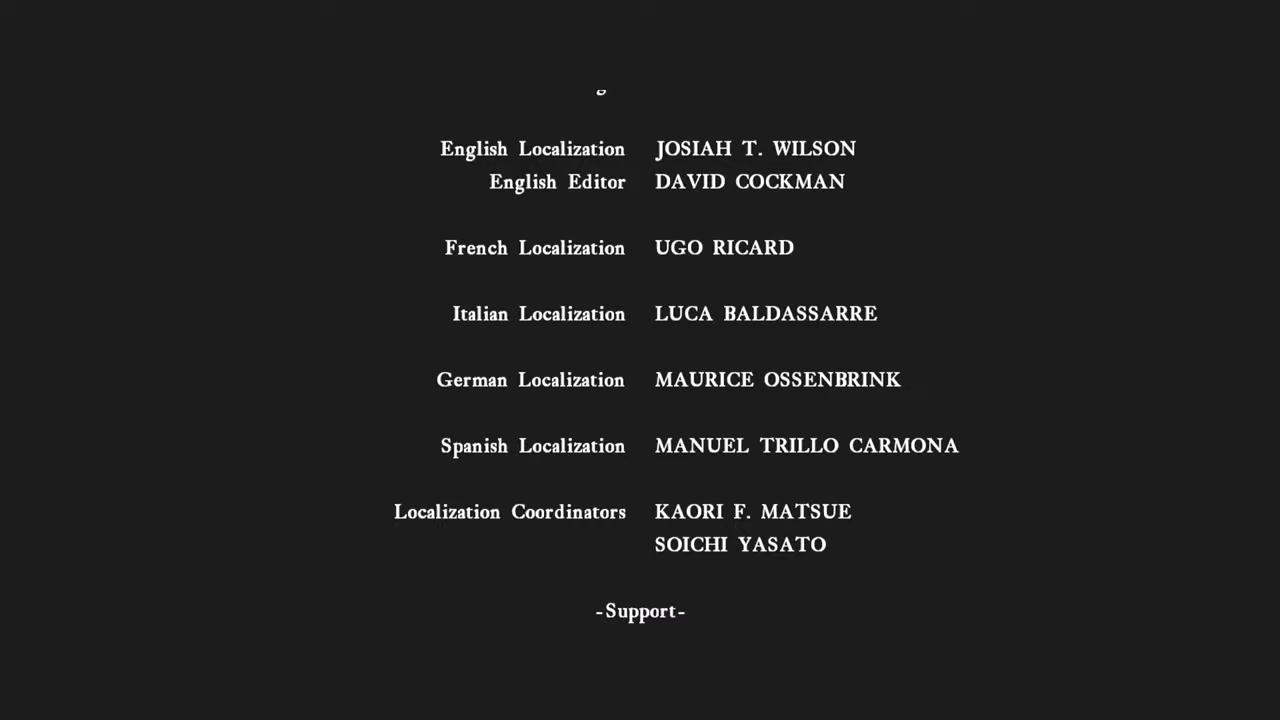 English Localization JOSIAH T. WILSON
English Editor DAVID COCKMAN
French Localization UGO RICARD
Italian Localization LUCA BALDASSARRE
German Localization MAURICE OSSENBRINK
Spanish Localization MANUEL TRILLO CARMONA
Localization Coordinators KAORI F. MATSUE
SOICHI YASATO
-Support-